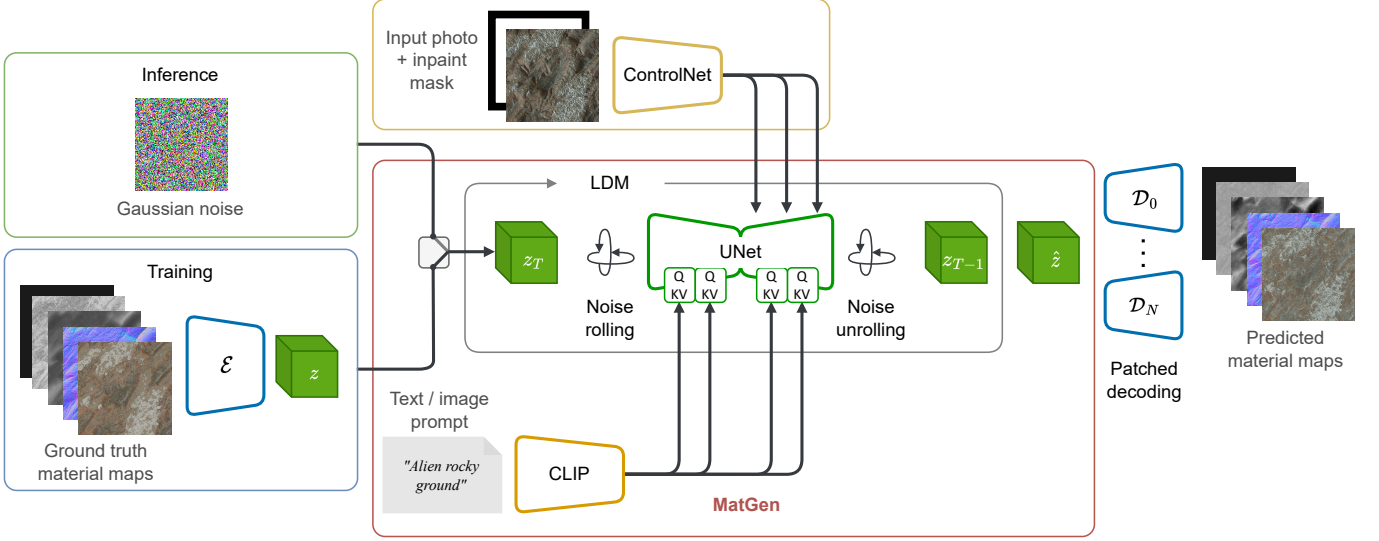 Input photo
+ inpaint
mask
ControlNet
Inference
Gaussian noise
Training
ℰ
z
Ground truth
material maps
LDM
z_T
Noise
rolling
UNet
Q
KV
Q
KV
Q
KV
Q
KV
Noise
unrolling
z_{T−1}
ẑ
Text / image
prompt
"Alien rocky
ground"
CLIP
MatGen
𝒟_0
⋮
𝒟_N
Patched
decoding
Predicted
material maps